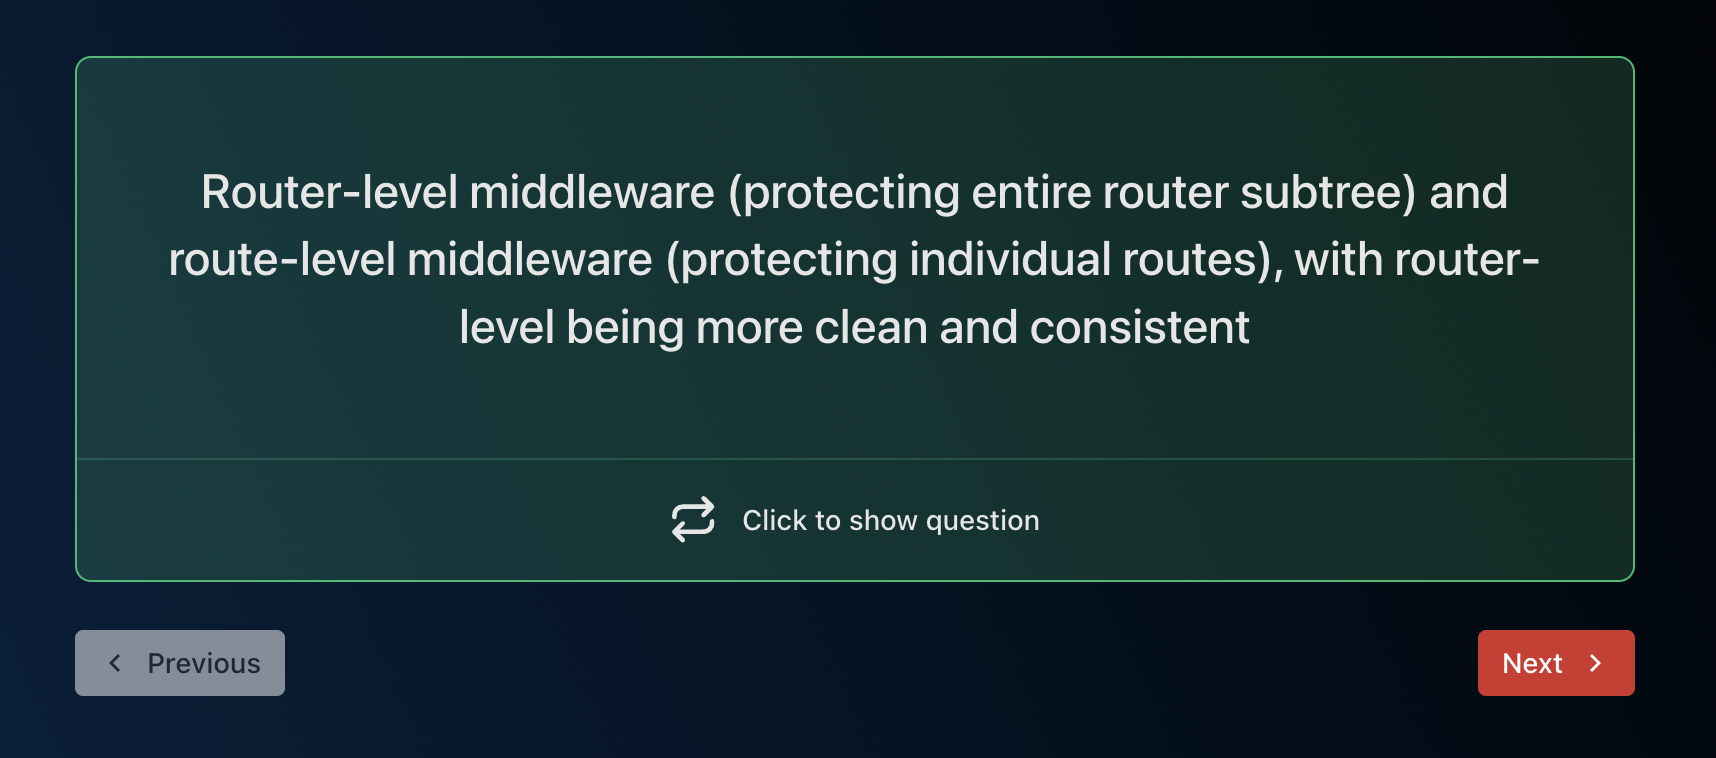 Router-level middleware (protecting entire router subtree) and
route-level middleware (protecting individual routes), with router-
level being more clean and consistent
Click to show question
Previous
Next